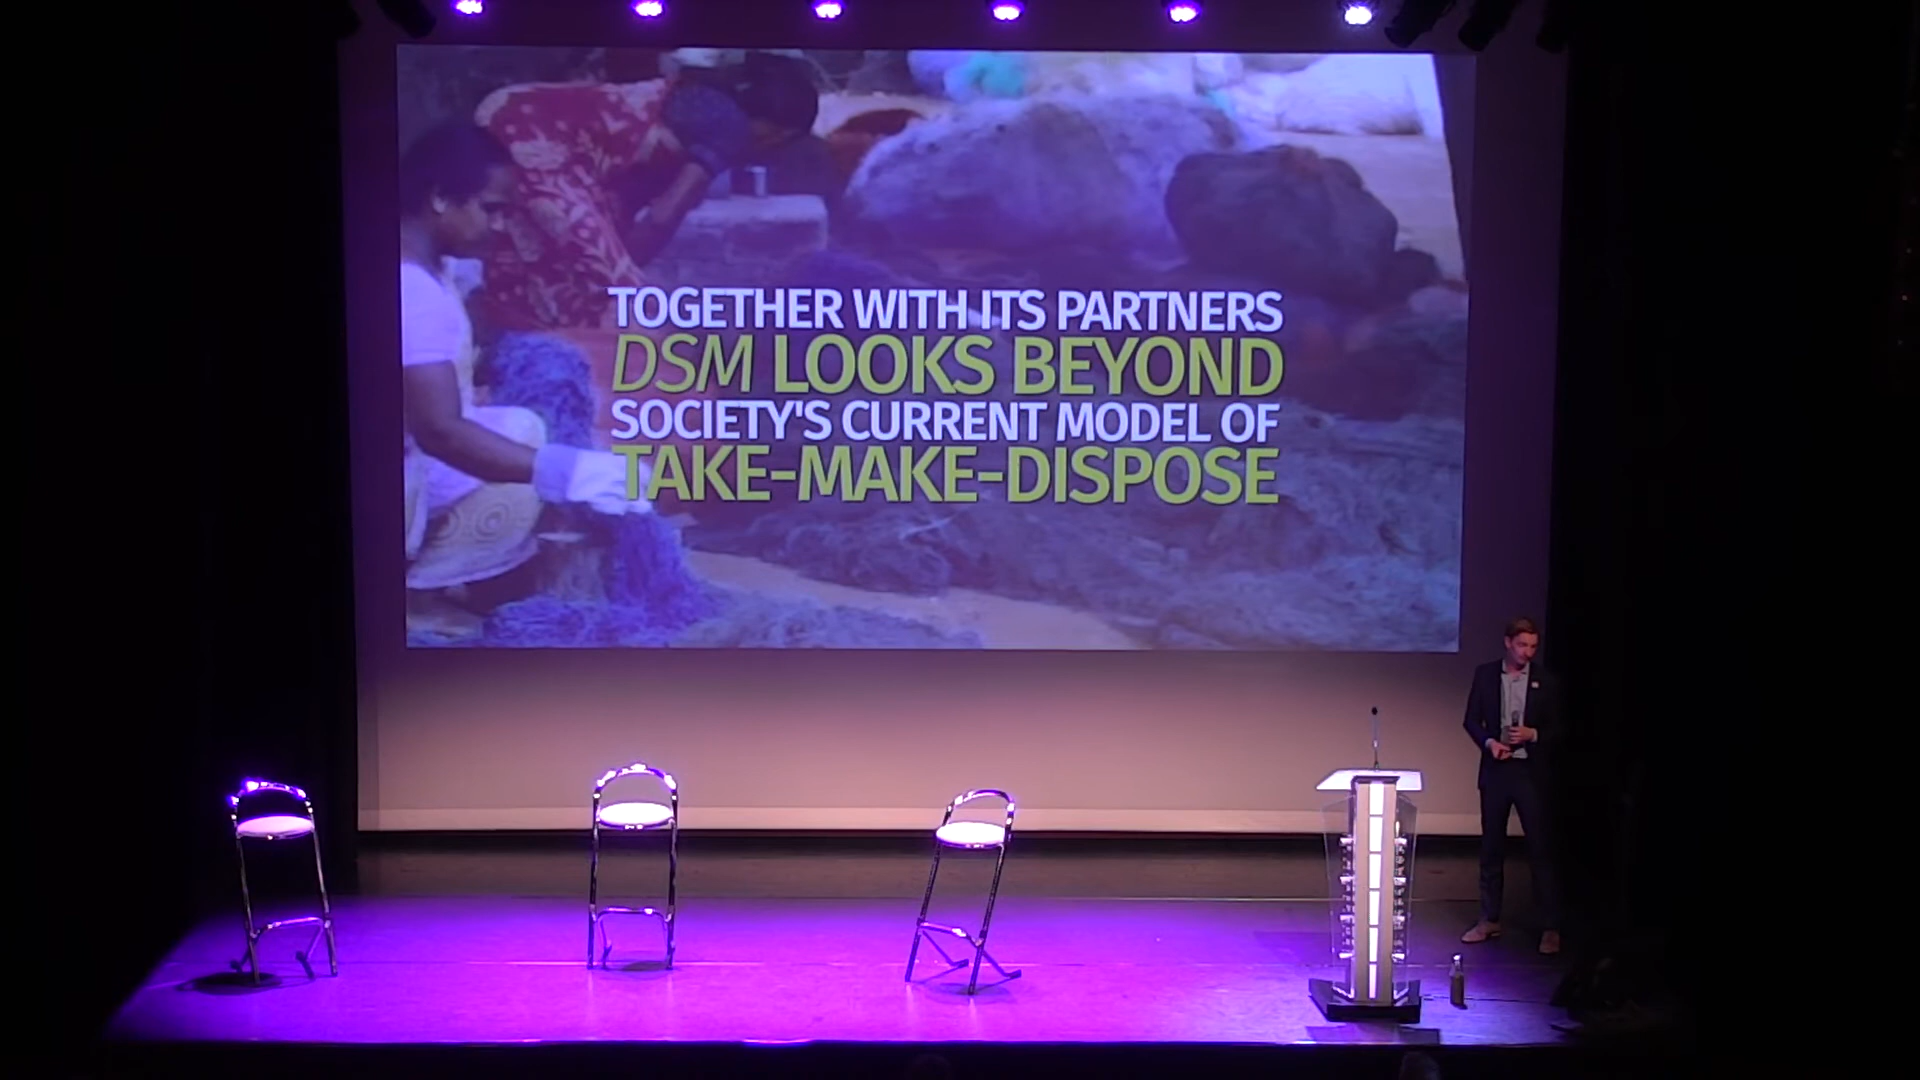 TOGETHER WITH ITS PARTNERS
DSM LOOKS BEYOND
SOCIETY'S CURRENT MODEL OF
TAKE-MAKE-DISPOSE